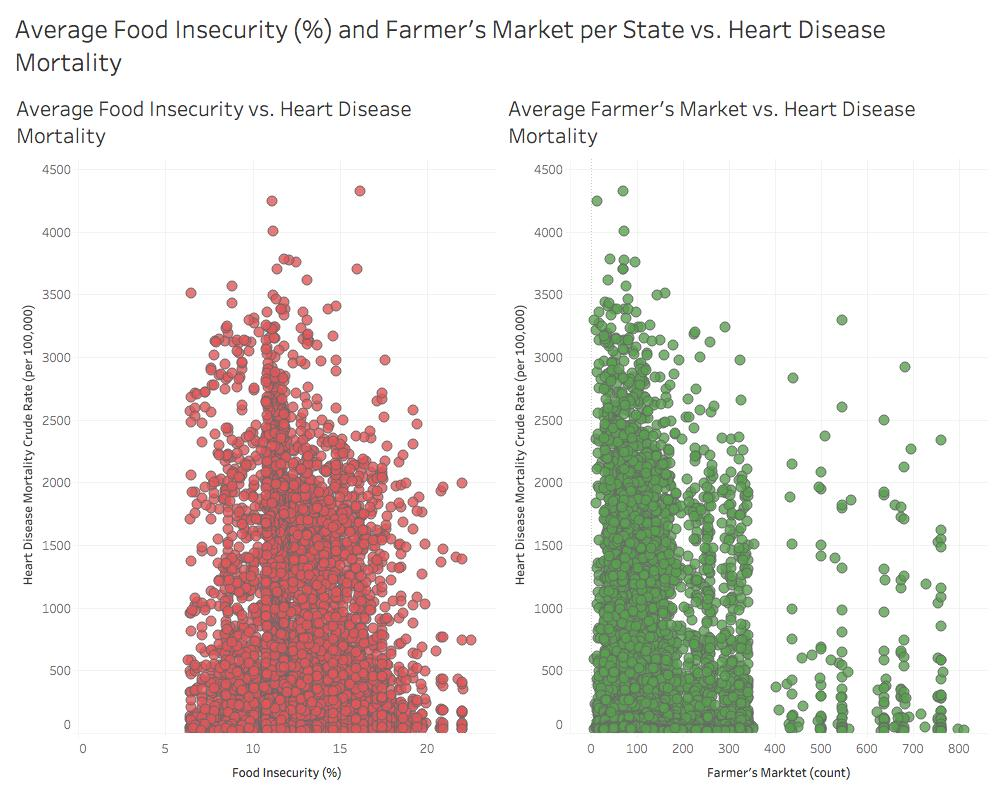 Average Food Insecurity (%) and Farmer's Market per State vs. Heart Disease
Mortality
Average Food Insecurity vs. Heart Disease
Mortality
4500
4000
3500
3000
2500
2000
1500
1000
500
0
Heart Disease Mortality Crude Rate (per 100,000)
0 5 10 15 20
Food Insecurity (%)
Average Farmer's Market vs. Heart Disease
Mortality
4500
4000
3500
3000
2500
2000
1500
1000
500
0
Heart Disease Mortality Crude Rate (per 100,000)
0 100 200 300 400 500 600 700 800
Farmer's Marktet (count)